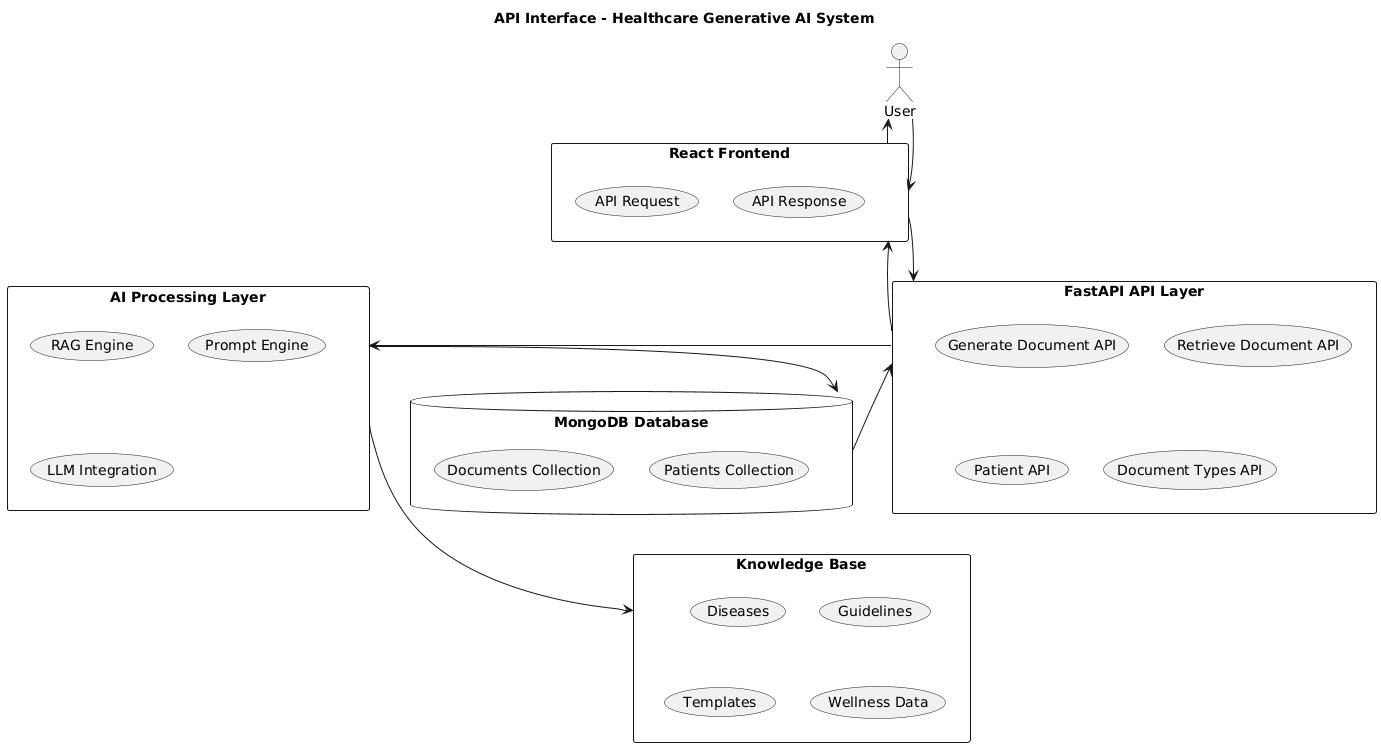 API Interface - Healthcare Generative AI System
User
React Frontend
API Request
API Response
AI Processing Layer
RAG Engine
Prompt Engine
LLM Integration
FastAPI API Layer
Generate Document API
Retrieve Document API
Patient API
Document Types API
MongoDB Database
Documents Collection
Patients Collection
Knowledge Base
Diseases
Guidelines
Templates
Wellness Data